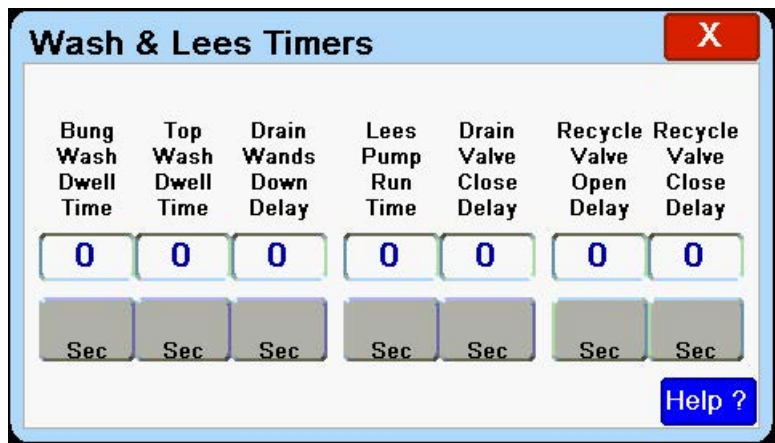 Wash & Lees Timers
X
Bung Wash Dwell Time
Top Wash Dwell Time
Drain Wands Down Delay
Lees Pump Run Time
Drain Valve Close Delay
Recycle Valve Open Delay
Recycle Valve Close Delay
0 0 0 0 0 0 0
Sec Sec Sec Sec Sec Sec Sec
Help ?